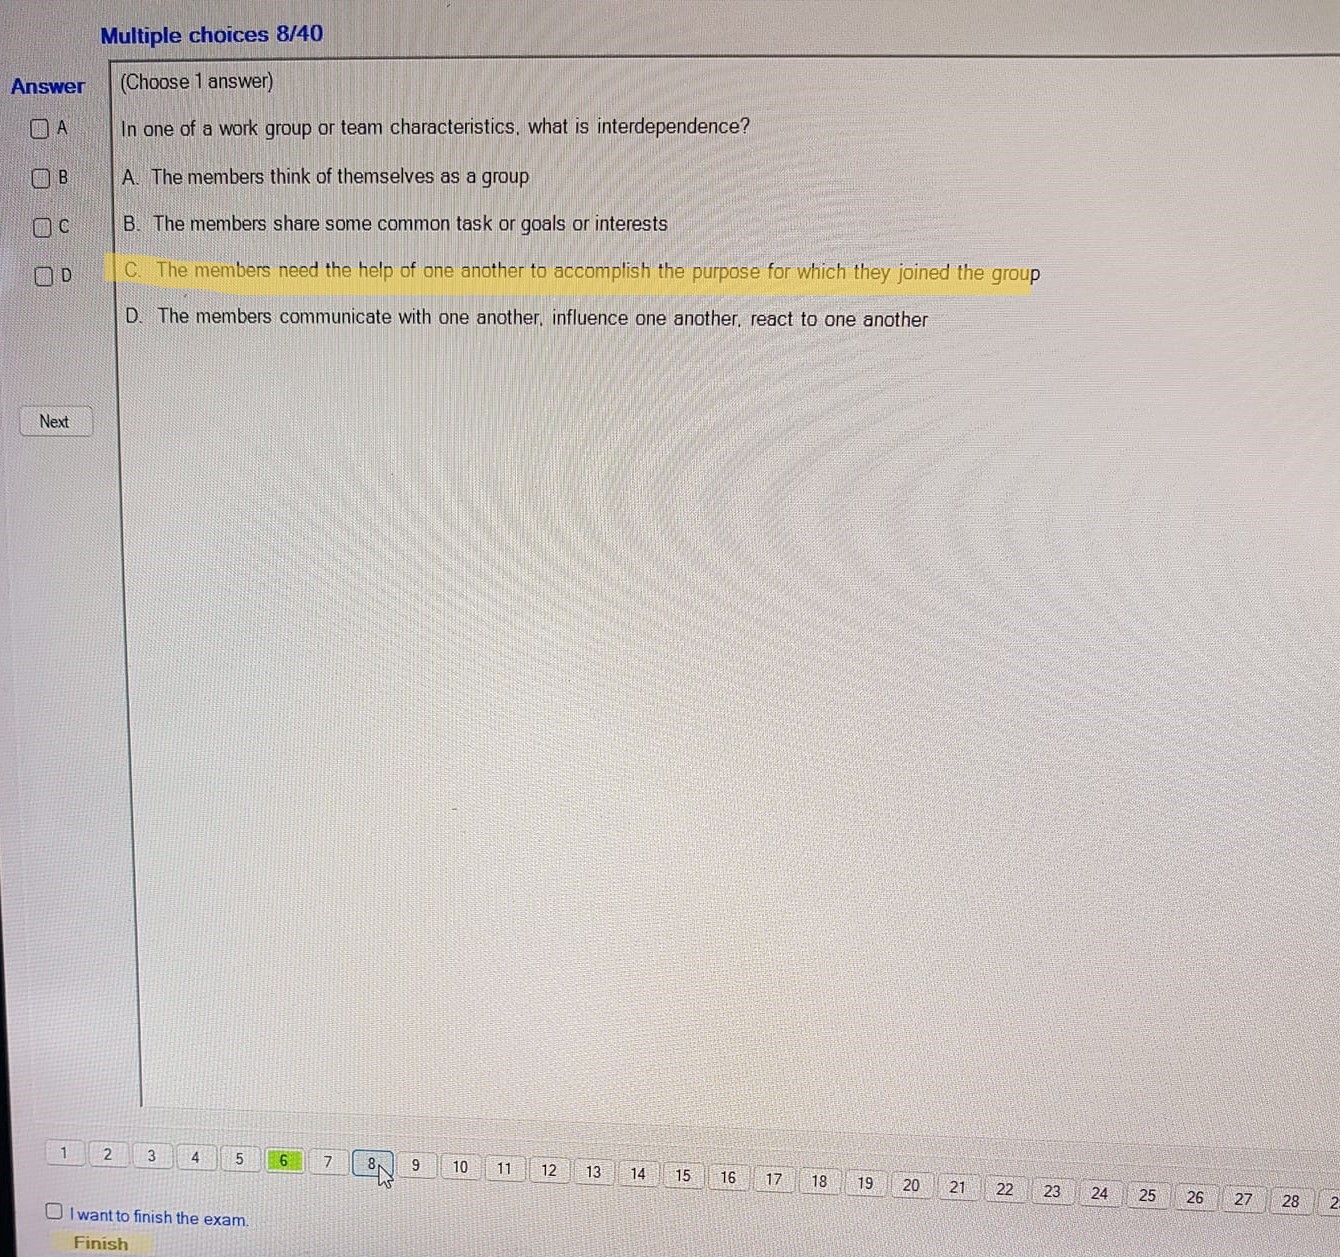 Multiple choices 8/40
Answer
(Choose 1 answer)
A
In one of a work group or team characteristics, what is interdependence?
B
A. The members think of themselves as a group
C
B. The members share some common task or goals or interests
D
C. The members need the help of one another to accomplish the purpose for which they joined the group
D. The members communicate with one another, influence one another, react to one another
Next
1 2 3 4 5 6 7 8 9 10 11 12 13 14 15 16 17 18 19 20 21 22 23 24 25 26 27 28
I want to finish the exam.
Finish